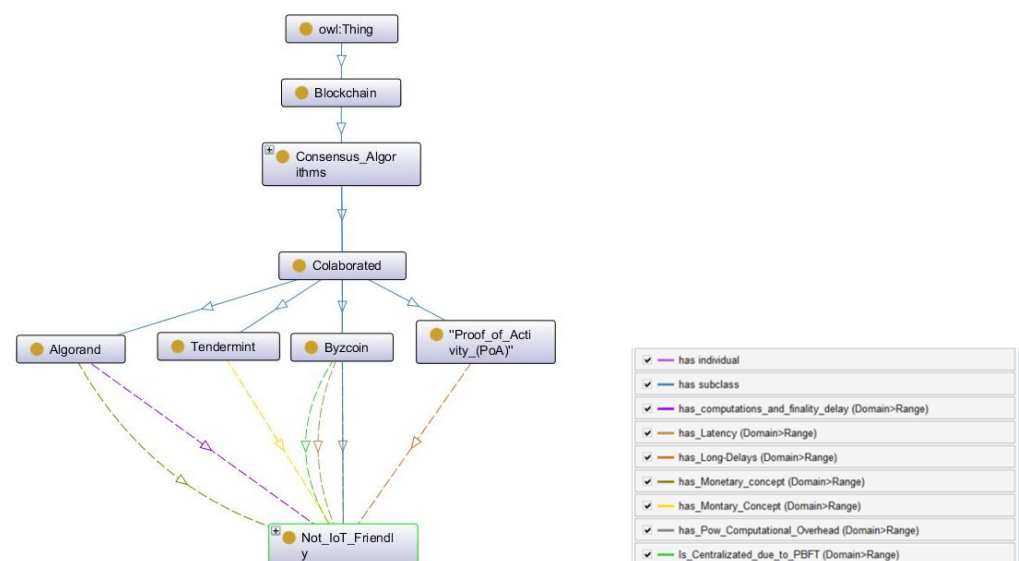 owl:Thing
Blockchain
Consensus_Algor
ithms
Colaborated
Algorand
Tendermint
Byzcoin
"Proof_of_Acti
vity_(PoA)"
Not_IoT_Friendl
y
has individual
has subclass
has_computations_and_finality_delay (Domain>Range)
has_Latency (Domain>Range)
has_Long-Delays (Domain>Range)
has_Monetary_concept (Domain>Range)
has_Montary_Concept (Domain>Range)
has_Pow_Computational_Overhead (Domain>Range)
Is_Centralizated_due_to_PBFT (Domain>Range)